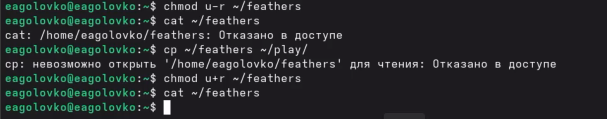 eagolovko@eagolovko:~$ chmod u-r ~/feathers
eagolovko@eagolovko:~$ cat ~/feathers
cat: /home/eagolovko/feathers: Отказано в доступе
eagolovko@eagolovko:~$ cp ~/feathers ~/play/
cp: невозможно открыть '/home/eagolovko/feathers' для чтения: Отказано в доступе
eagolovko@eagolovko:~$ chmod u+r ~/feathers
eagolovko@eagolovko:~$ cat ~/feathers
eagolovko@eagolovko:~$